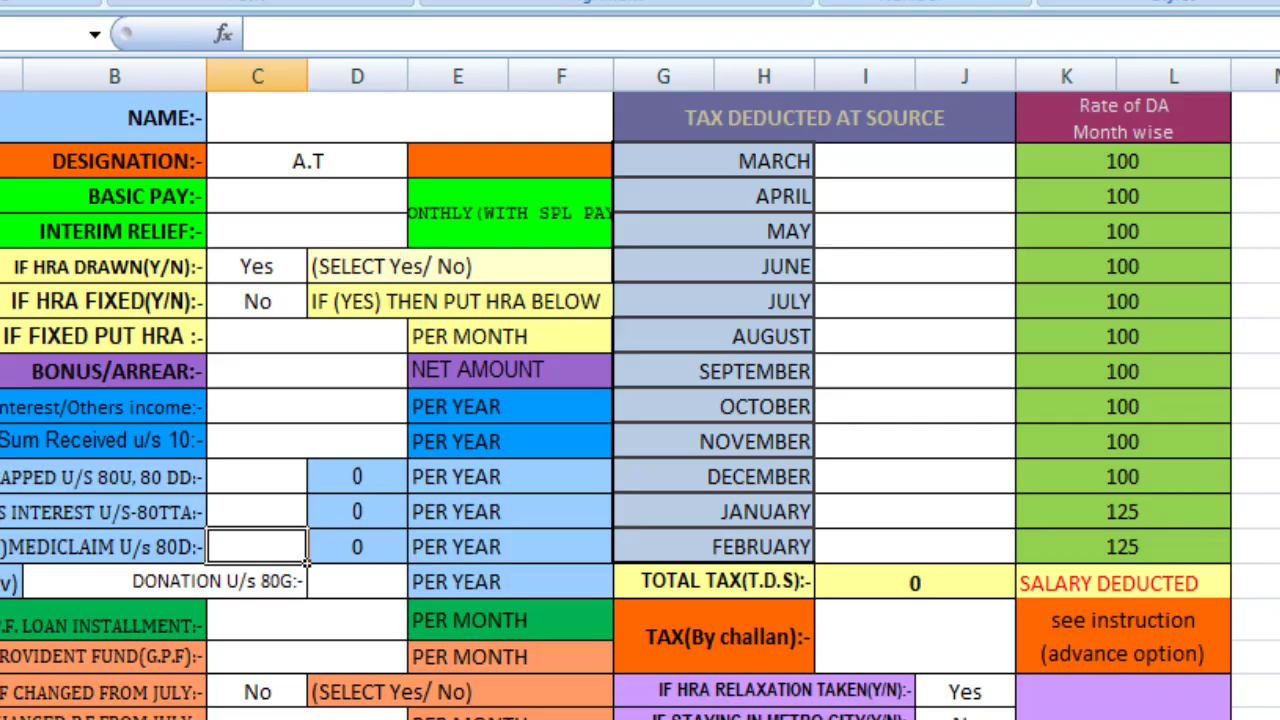 fx
B C D E F G H I J K L
NAME:- TAX DEDUCTED AT SOURCE Rate of DA
Month wise
DESIGNATION:- A.T MARCH 100
BASIC PAY:- ONTHLY(WITH SPL PAY APRIL 100
INTERIM RELIEF:- MAY 100
IF HRA DRAWN(Y/N):- Yes (SELECT Yes/ No) JUNE 100
IF HRA FIXED(Y/N):- No IF (YES) THEN PUT HRA BELOW JULY 100
IF FIXED PUT HRA :- PER MONTH AUGUST 100
BONUS/ARREAR:- NET AMOUNT SEPTEMBER 100
nterest/Others income:- PER YEAR OCTOBER 100
Sum Received u/s 10:- PER YEAR NOVEMBER 100
APPED U/S 80U, 80 DD:- 0 PER YEAR DECEMBER 100
S INTEREST U/S-80TTA:- 0 PER YEAR JANUARY 125
)MEDICLAIM U/s 80D:- 0 PER YEAR FEBRUARY 125
v) DONATION U/s 80G:- PER YEAR TOTAL TAX(T.D.S):- 0 SALARY DEDUCTED
P.F. LOAN INSTALLMENT:- PER MONTH TAX(By challan):- see instruction
(advance option)
ROVIDENT FUND(G.P.F):- PER MONTH
F CHANGED FROM JULY:- No (SELECT Yes/ No) IF HRA RELAXATION TAKEN(Y/N):- Yes